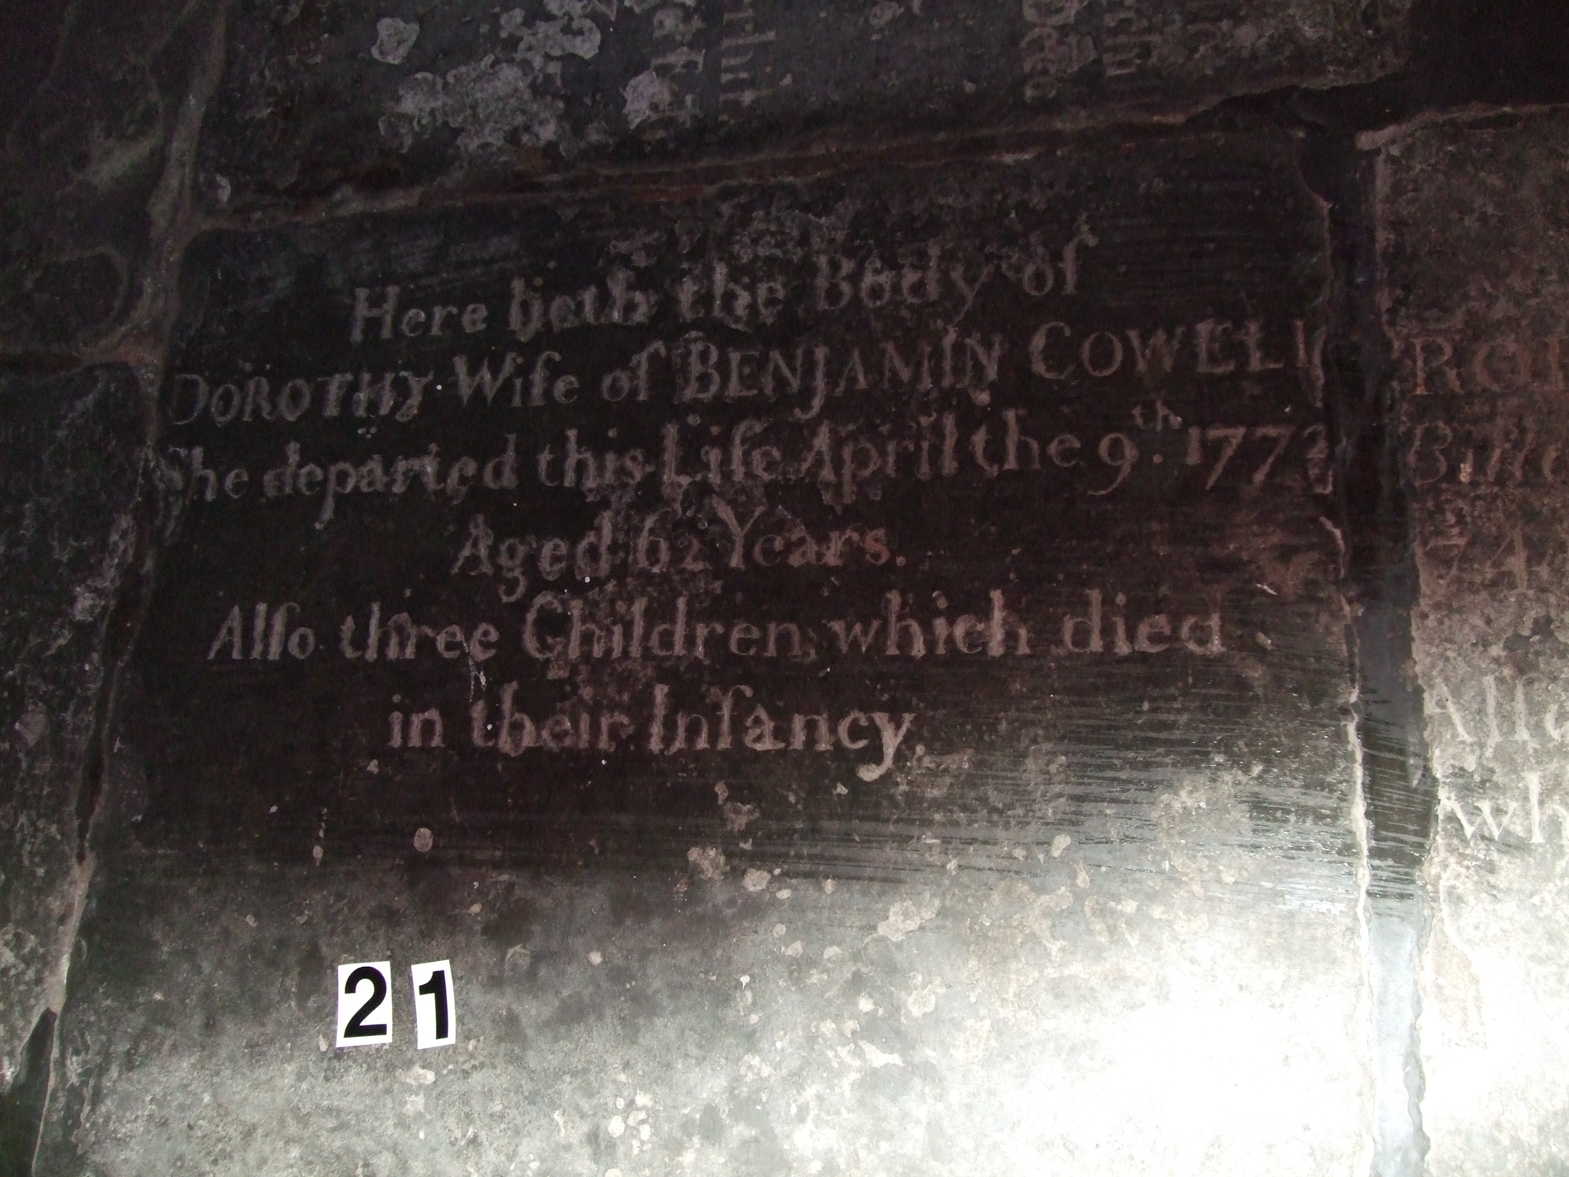 Here lieth the Body of
DOROTHY Wife of BENJAMIN COWELL
She departed this Life April the 9th. 1772
Aged 62 Years.
Alſo three Children, which died
in their Infancy.
21